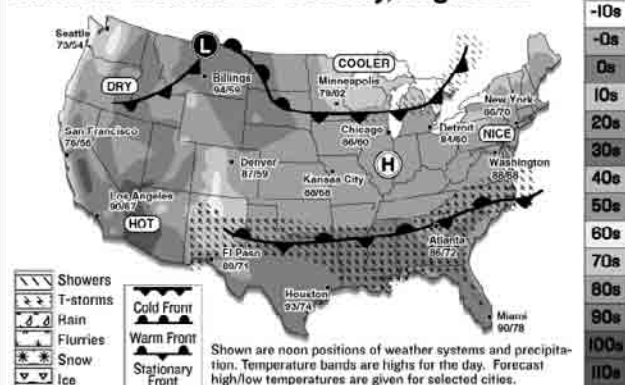 Seattle
73/54
L
COOLER
Billings
94/59
Minneapolis
79/62
DRY
New York
86/70
San Francisco
76/56
Chicago
86/60
Detroit
84/60
NICE
Denver
87/59
H
Washington
88/68
Kansas City
88/66
Los Angeles
90/67
HOT
El Paso
89/71
Atlanta
86/72
Houston
93/74
Miami
90/78
Showers
T-storms
Rain
Flurries
Snow
Ice
Cold Front
Warm Front
Stationary
Front
Shown are noon positions of weather systems and precipita-
tion. Temperature bands are highs for the day. Forecast
high/low temperatures are given for selected cities.
-10s
-0s
0s
10s
20s
30s
40s
50s
60s
70s
80s
90s
100s
110s